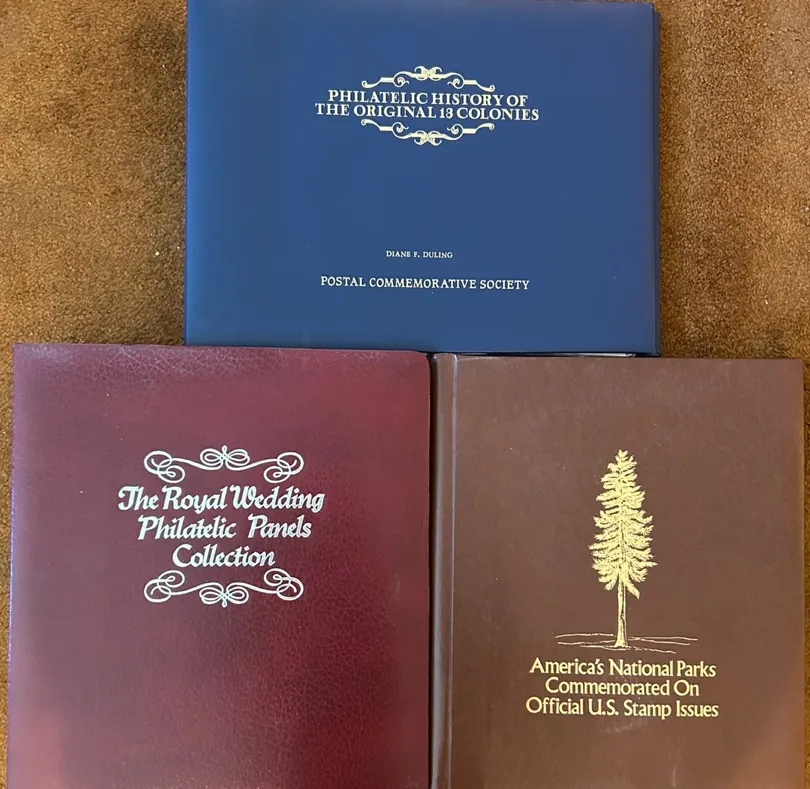 PHILATELIC HISTORY OF
THE ORIGINAL 13 COLONIES
DIANE F. DULING
POSTAL COMMEMORATIVE SOCIETY
The Royal Wedding
Philatelic Panels
Collection
America's National Parks
Commemorated On
Official U.S. Stamp Issues